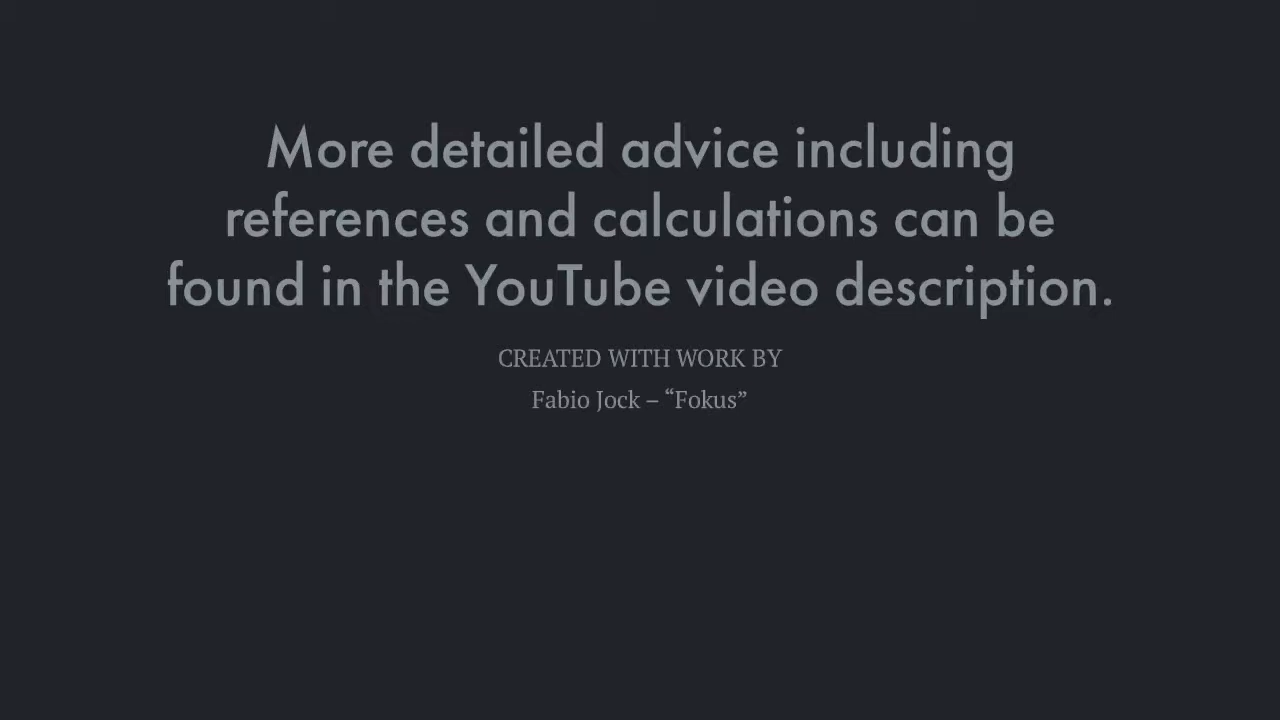 More detailed advice including
references and calculations can be
found in the YouTube video description.
CREATED WITH WORK BY
Fabio Jock – “Fokus”